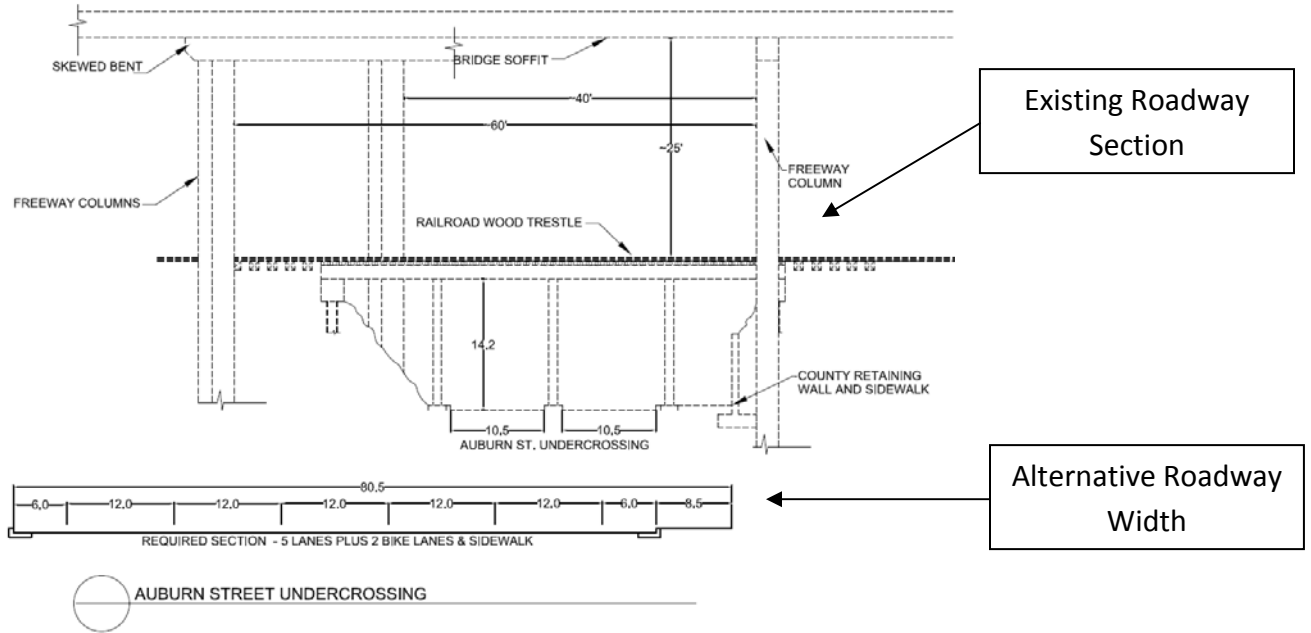 SKEWED BENT
BRIDGE SOFFIT
~40'
~60'
~25'
Existing Roadway
Section
FREEWAY
COLUMN
FREEWAY COLUMNS
RAILROAD WOOD TRESTLE
14.2
COUNTY RETAINING
WALL AND SIDEWALK
10.5
10.5
AUBURN ST. UNDERCROSSING
80.5
6.0 12.0 12.0 12.0 12.0 12.0 6.0 8.5
REQUIRED SECTION - 5 LANES PLUS 2 BIKE LANES & SIDEWALK
Alternative Roadway
Width
AUBURN STREET UNDERCROSSING